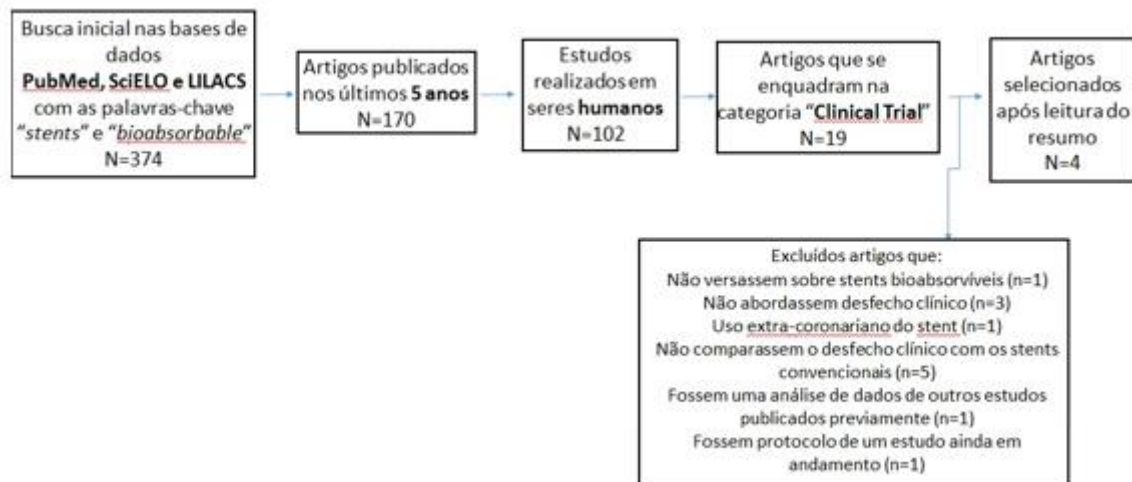 Busca inicial nas bases de
dados
PubMed, SciELO e LILACS
com as palavras-chave
“stents” e “bioabsorbable”
N=374
Artigos publicados
nos últimos 5 anos
N=170
Estudos
realizados em
seres humanos
N=102
Artigos que se
enquadram na
categoria “Clinical Trial”
N=19
Artigos
selecionados
após leitura do
resumo
N=4
Excluídos artigos que:
Não versassem sobre stents bioabsorvíveis (n=1)
Não abordassem desfecho clínico (n=3)
Uso extra-coronariano do stent (n=1)
Não comparassem o desfecho clínico com os stents
convencionais (n=5)
Fossem uma análise de dados de outros estudos
publicados previamente (n=1)
Fossem protocolo de um estudo ainda em
andamento (n=1)